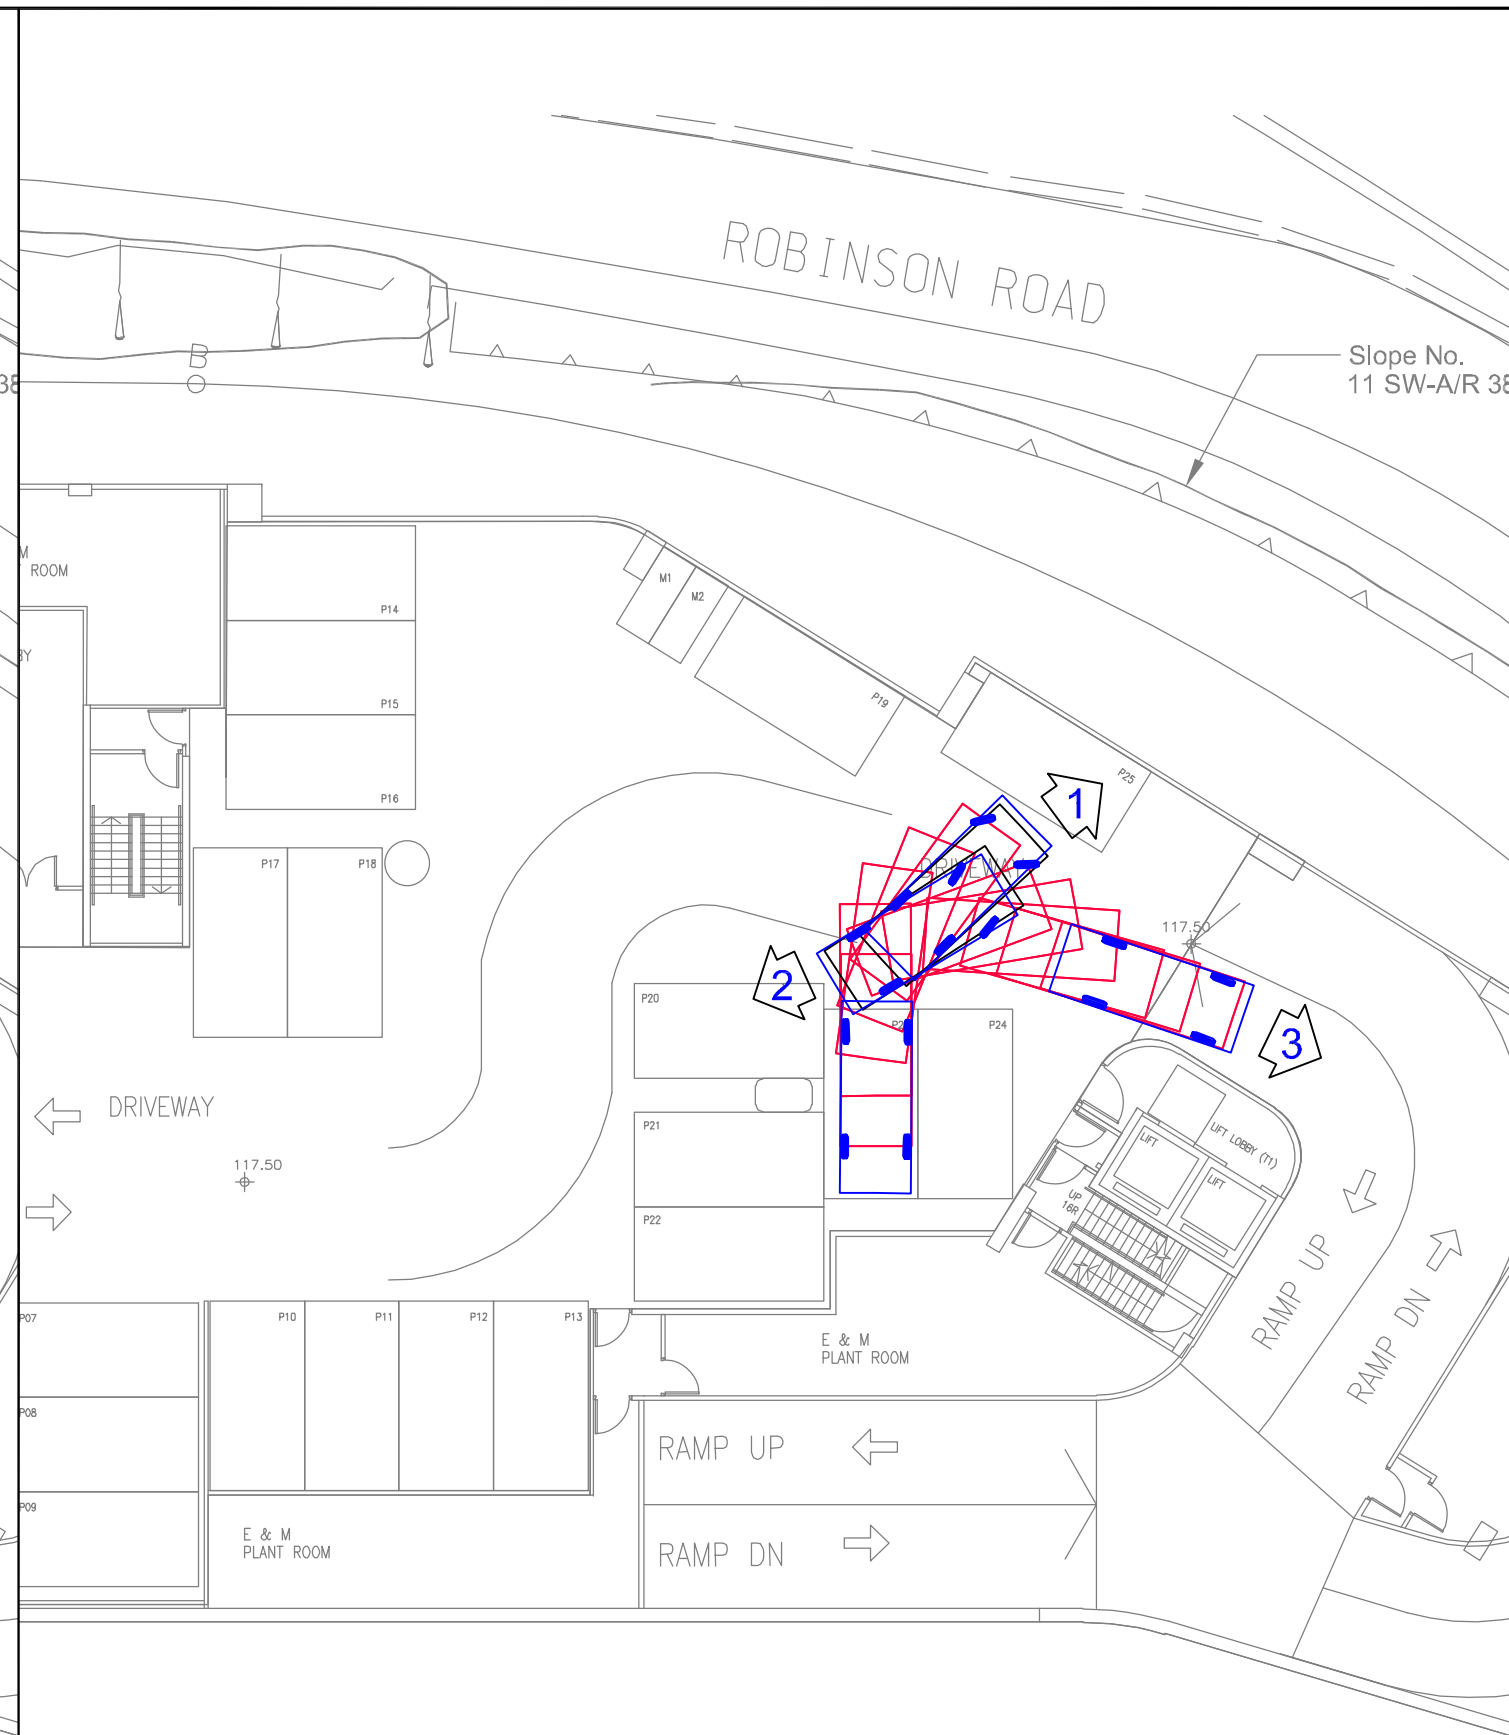 ROBINSON ROAD
Slope No.
11 SW-A/R 38
38
B
M
ROOM
BY
P14
P15
P16
P17
P18
M1
M2
P19
P25
1
DRIVEWAY
117.50
2
3
P20
P24
P21
P22
DRIVEWAY
117.50
LIFT
LIFT LOBBY (T1)
LIFT
UP
16R
RAMP UP
RAMP DN
P07
P08
P09
P10
P11
P12
P13
E & M
PLANT ROOM
RAMP UP
RAMP DN
E & M
PLANT ROOM